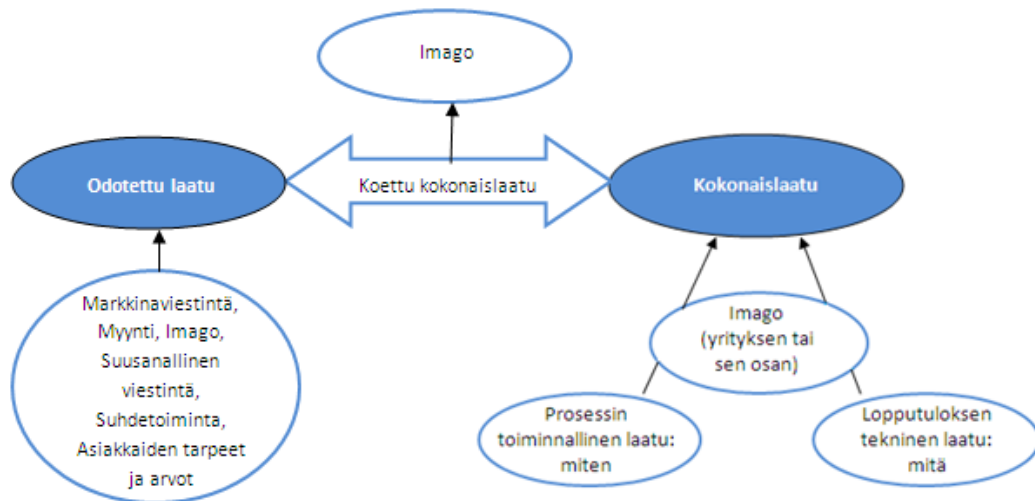 Imago
Odotettu laatu
Koettu kokonaislaatu
Kokonaislaatu
Markkinaviestintä,
Myynti, Imago,
Suusanallinen
viestintä,
Suhdetoiminta,
Asiakkaiden tarpeet
ja arvot
Imago
(yrityksen tai
sen osan)
Prosessin
toiminnallinen laatu:
miten
Lopputuloksen
tekninen laatu:
mitä